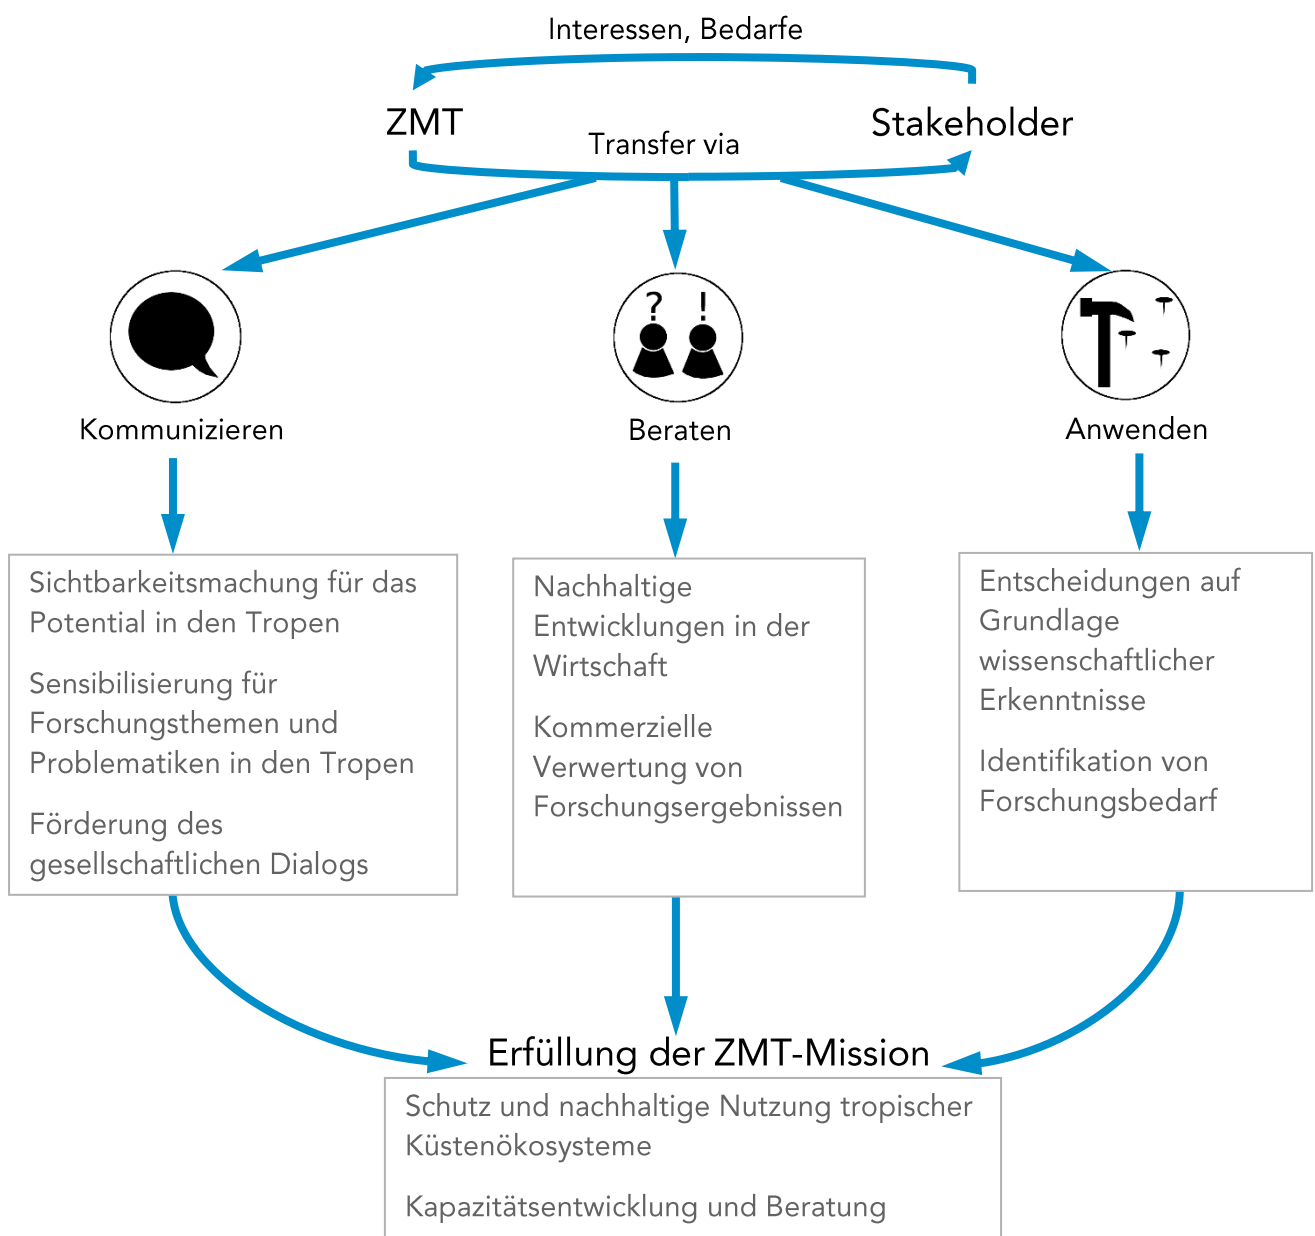 Interessen, Bedarfe
ZMT
Stakeholder
Transfer via
?
!
Kommunizieren
Beraten
Anwenden
Sichtbarkeitsmachung für das
Potential in den Tropen
Sensibilisierung für
Forschungsthemen und
Problematiken in den Tropen
Förderung des
gesellschaftlichen Dialogs
Nachhaltige
Entwicklungen in der
Wirtschaft
Kommerzielle
Verwertung von
Forschungsergebnissen
Entscheidungen auf
Grundlage
wissenschaftlicher
Erkenntnisse
Identifikation von
Forschungsbedarf
Erfüllung der ZMT-Mission
Schutz und nachhaltige Nutzung tropischer
Küstenökosysteme
Kapazitätsentwicklung und Beratung